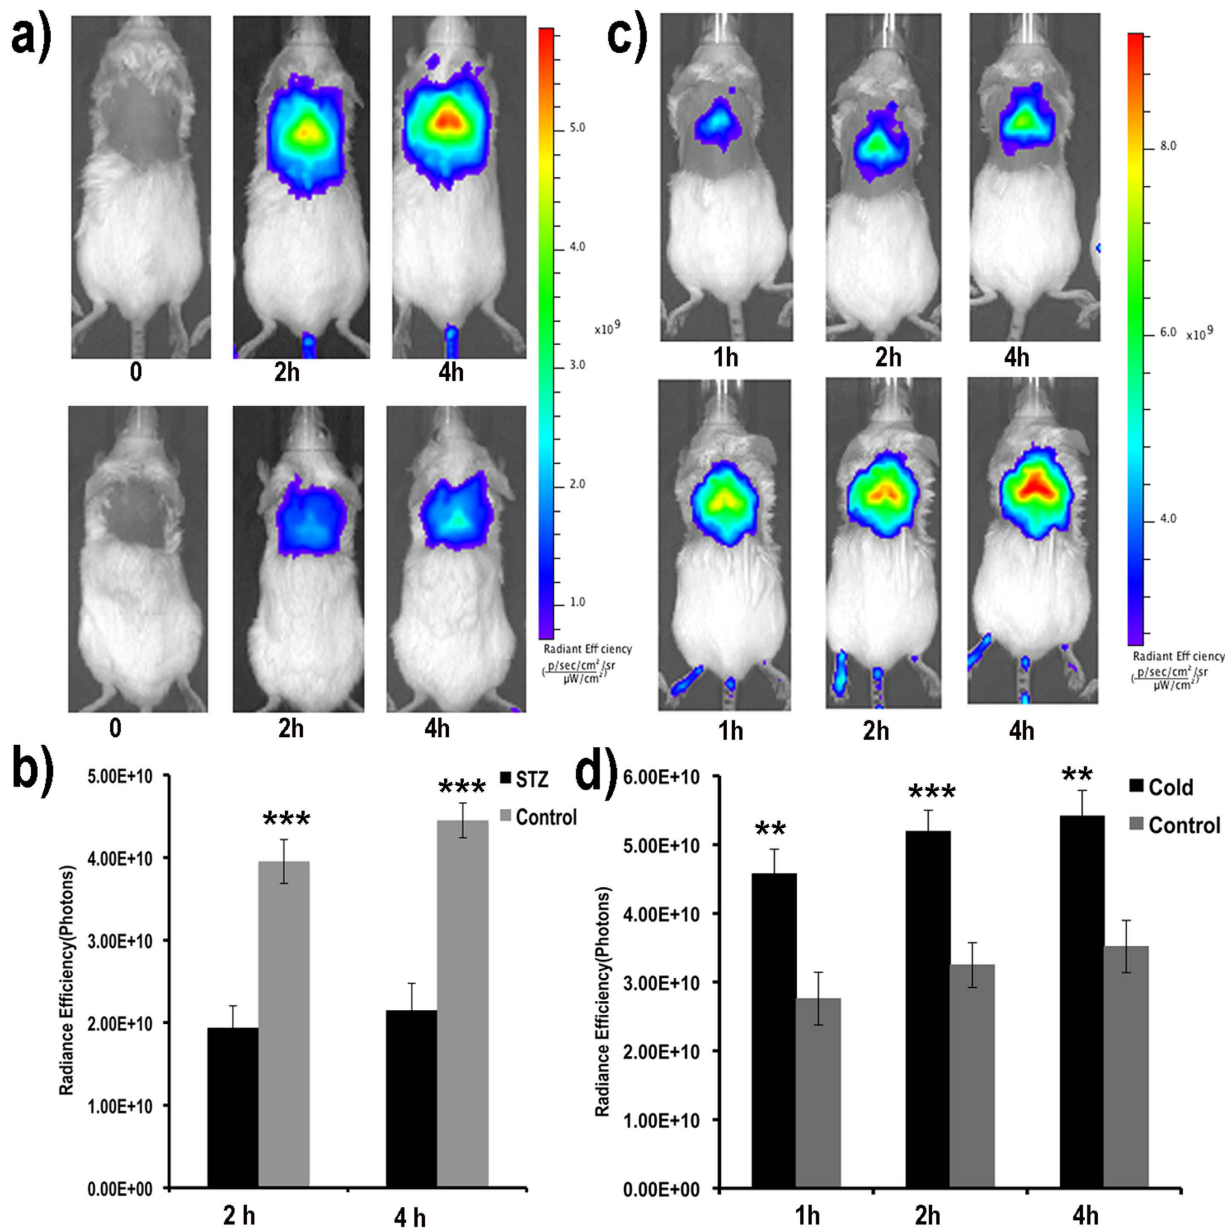 a)
0
2h
4h
0
2h
4h
5.0
4.0
x10⁹
3.0
2.0
1.0
Radiant Efficiency
(p/sec/cm²/sr
µW/cm²)
c)
1h
2h
4h
1h
2h
4h
8.0
6.0
x10⁹
4.0
Radiant Efficiency
(p/sec/cm²/sr
µW/cm²)
b)
Radiance Efficiency(Photons)
5.00E+10
4.00E+10
3.00E+10
2.00E+10
1.00E+10
0.00E+00
***
***
STZ
Control
2 h
4 h
d)
Radiance Efficiency(Photons)
6.00E+10
5.00E+10
4.00E+10
3.00E+10
2.00E+10
1.00E+10
0.00E+00
**
***
**
Cold
Control
1h
2h
4h